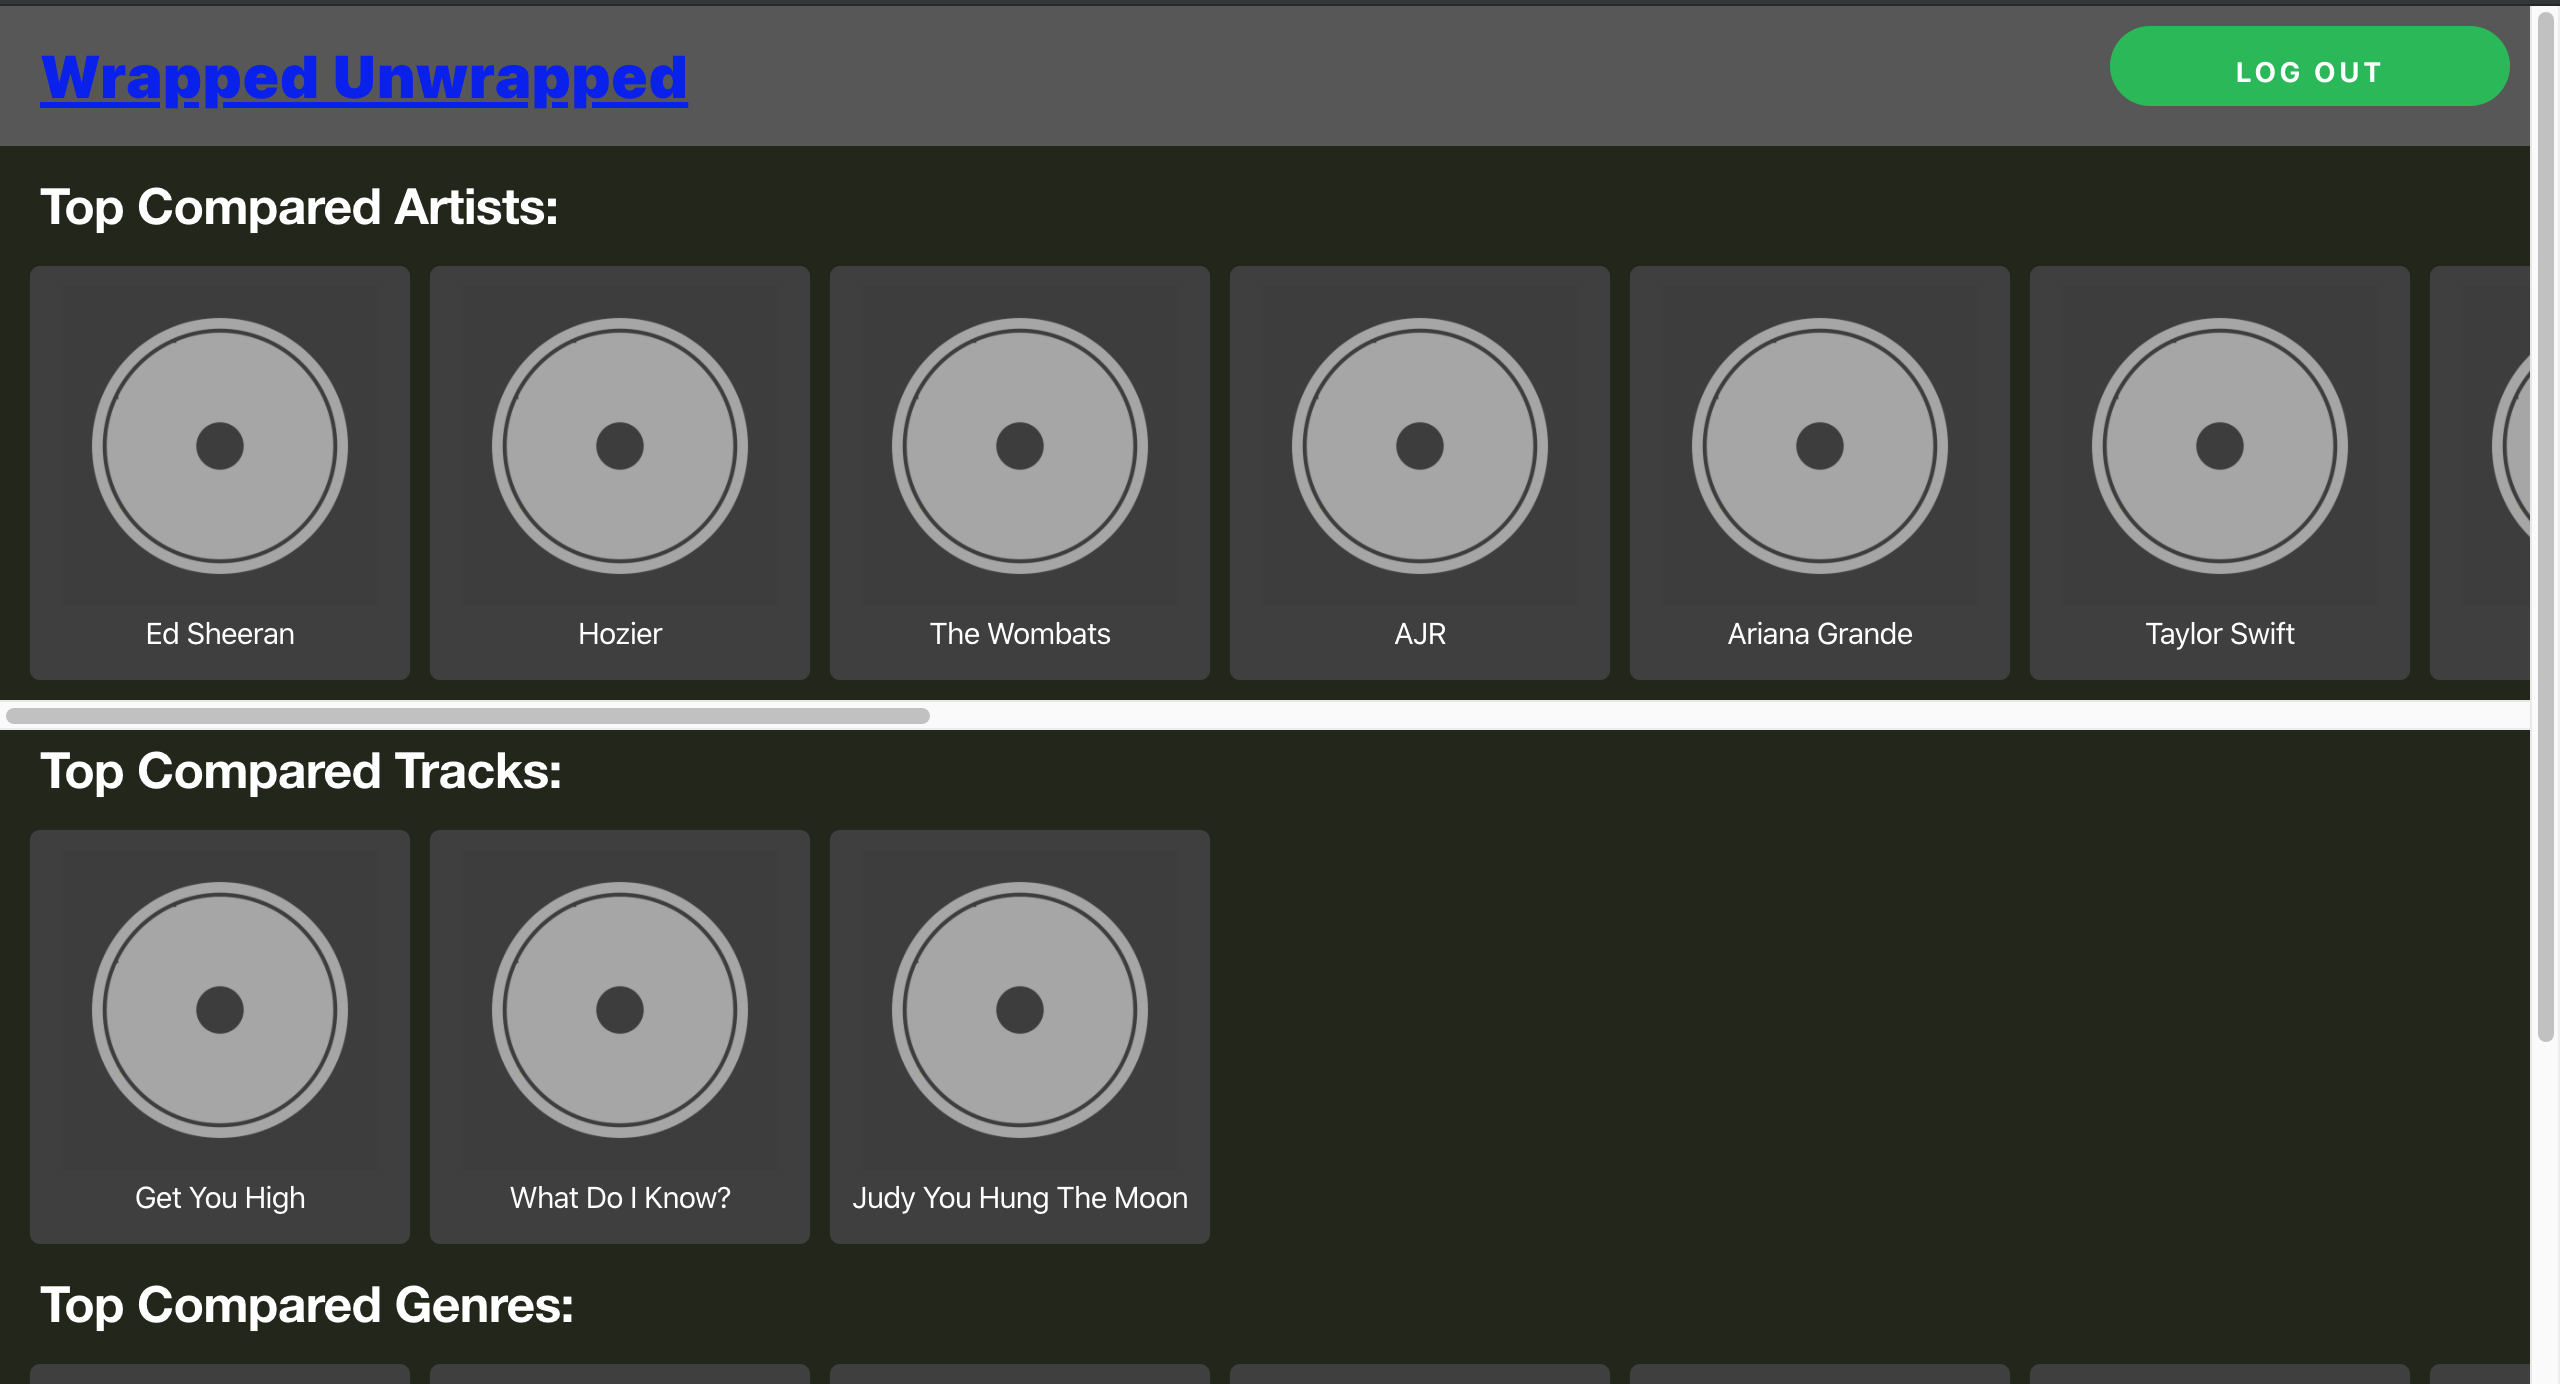 Wrapped Unwrapped
LOG OUT
Top Compared Artists:
Ed Sheeran
Hozier
The Wombats
AJR
Ariana Grande
Taylor Swift
Top Compared Tracks:
Get You High
What Do I Know?
Judy You Hung The Moon
Top Compared Genres: